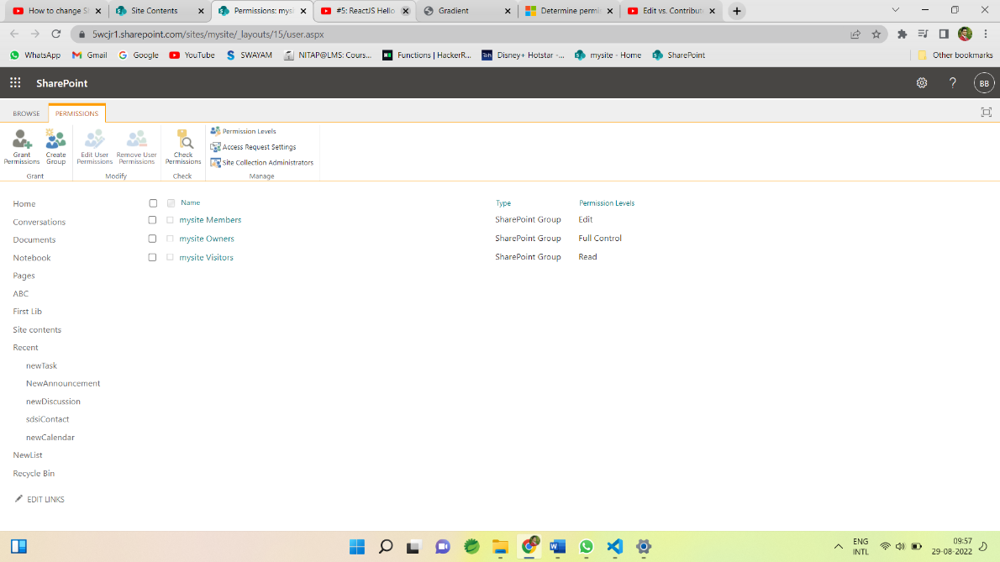 How to change S
Site Contents
Permissions: mysi
#5: ReactJS Hello
Gradient
Determine permis
Edit vs. Contribute
5wcjr1.sharepoint.com/sites/mysite/_layouts/15/user.aspx
WhatsApp
Gmail
Google
YouTube
SWAYAM
NITAP@LMS: Cours...
Functions | HackerR...
Disney+ Hotstar -...
mysite - Home
SharePoint
Other bookmarks
SharePoint
BB
BROWSE
PERMISSIONS
Grant Permissions
Create Group
Edit User Permissions
Remove User Permissions
Check Permissions
Permission Levels
Access Request Settings
Site Collection Administrators
Grant
Modify
Check
Manage
Home
Conversations
Documents
Notebook
Pages
ABC
First Lib
Site contents
Recent
newTask
NewAnnouncement
newDiscussion
sdsiContact
newCalendar
NewList
Recycle Bin
EDIT LINKS
Name Type Permission Levels
mysite Members SharePoint Group Edit
mysite Owners SharePoint Group Full Control
mysite Visitors SharePoint Group Read
ENG
INTL
09:57
29-08-2022